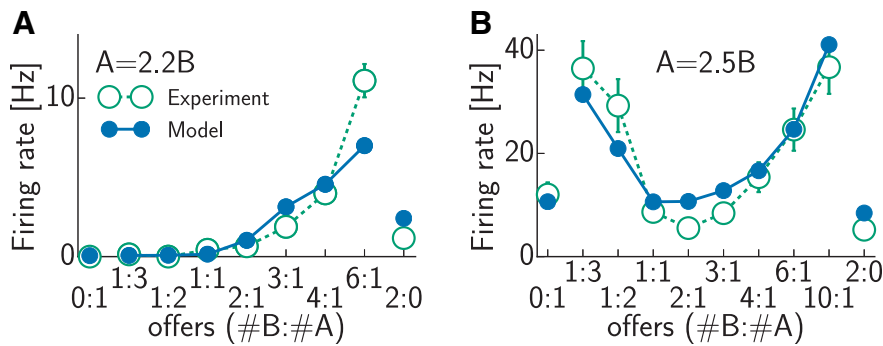 A
A=2.2B
Experiment
Model
Firing rate [Hz]
10
0
0:1 1:3 1:2 1:1 2:1 3:1 4:1 6:1 2:0
offers (#B:#A)
B
A=2.5B
Firing rate [Hz]
40
20
0
0:1 1:3 1:2 1:1 2:1 3:1 4:1 6:1 10:1 2:0
offers (#B:#A)